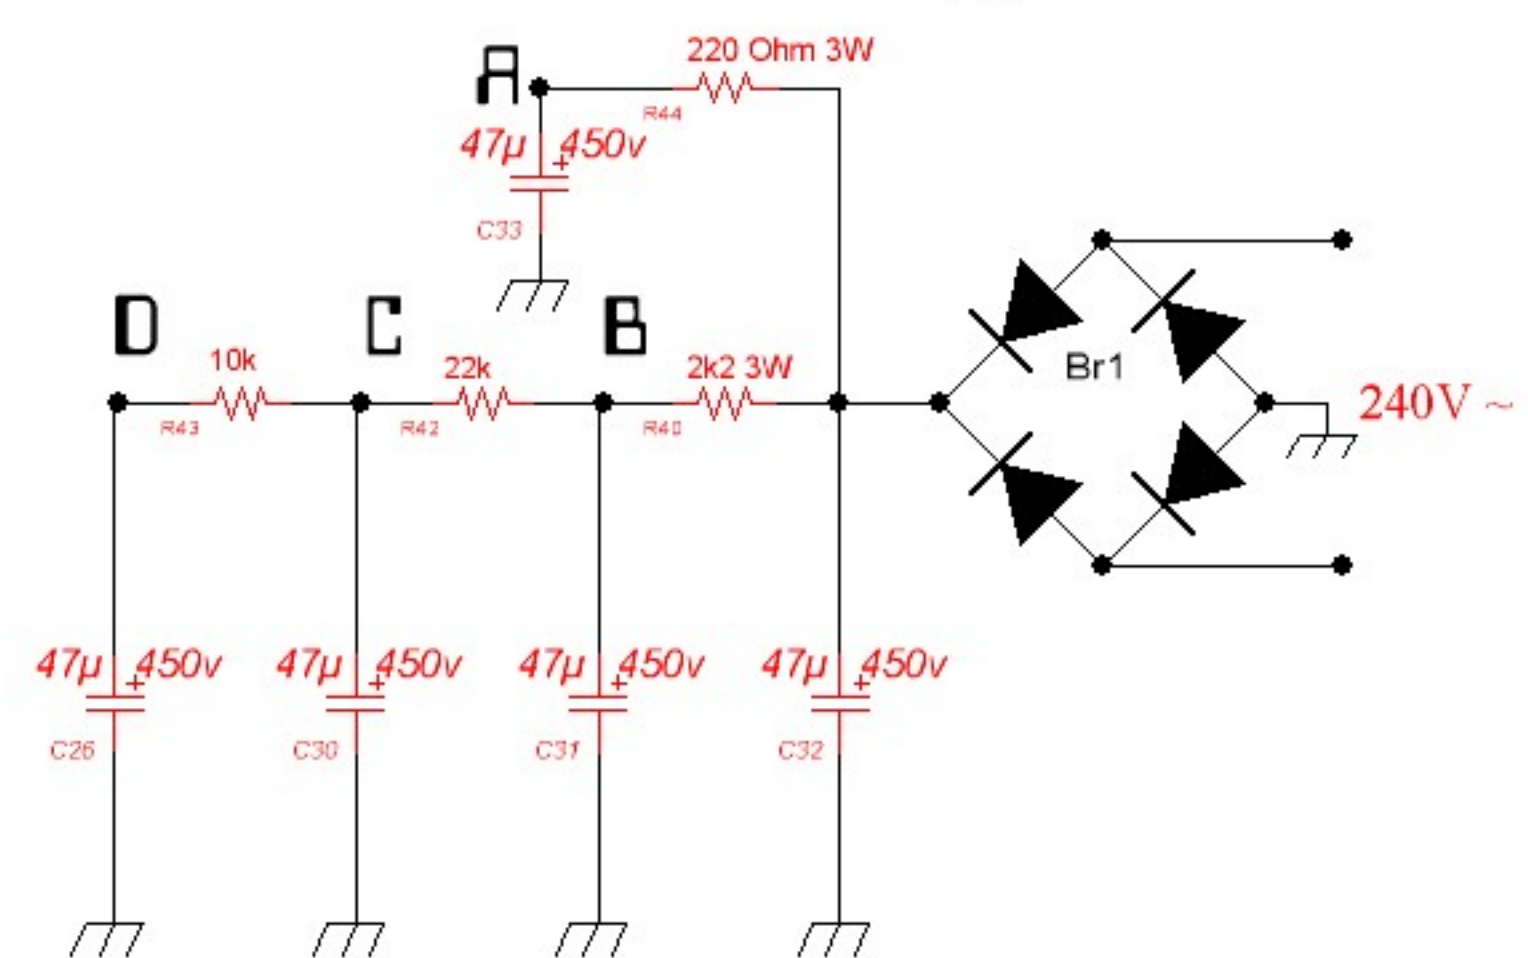 220 Ohm 3W
A
R44
47µ 450v
+
C33
D
C
B
10k
22k
2k2 3W
Br1
R43
R42
R40
240V ~
47µ 450v
+
47µ 450v
+
47µ 450v
+
47µ 450v
+
C26
C30
C31
C32